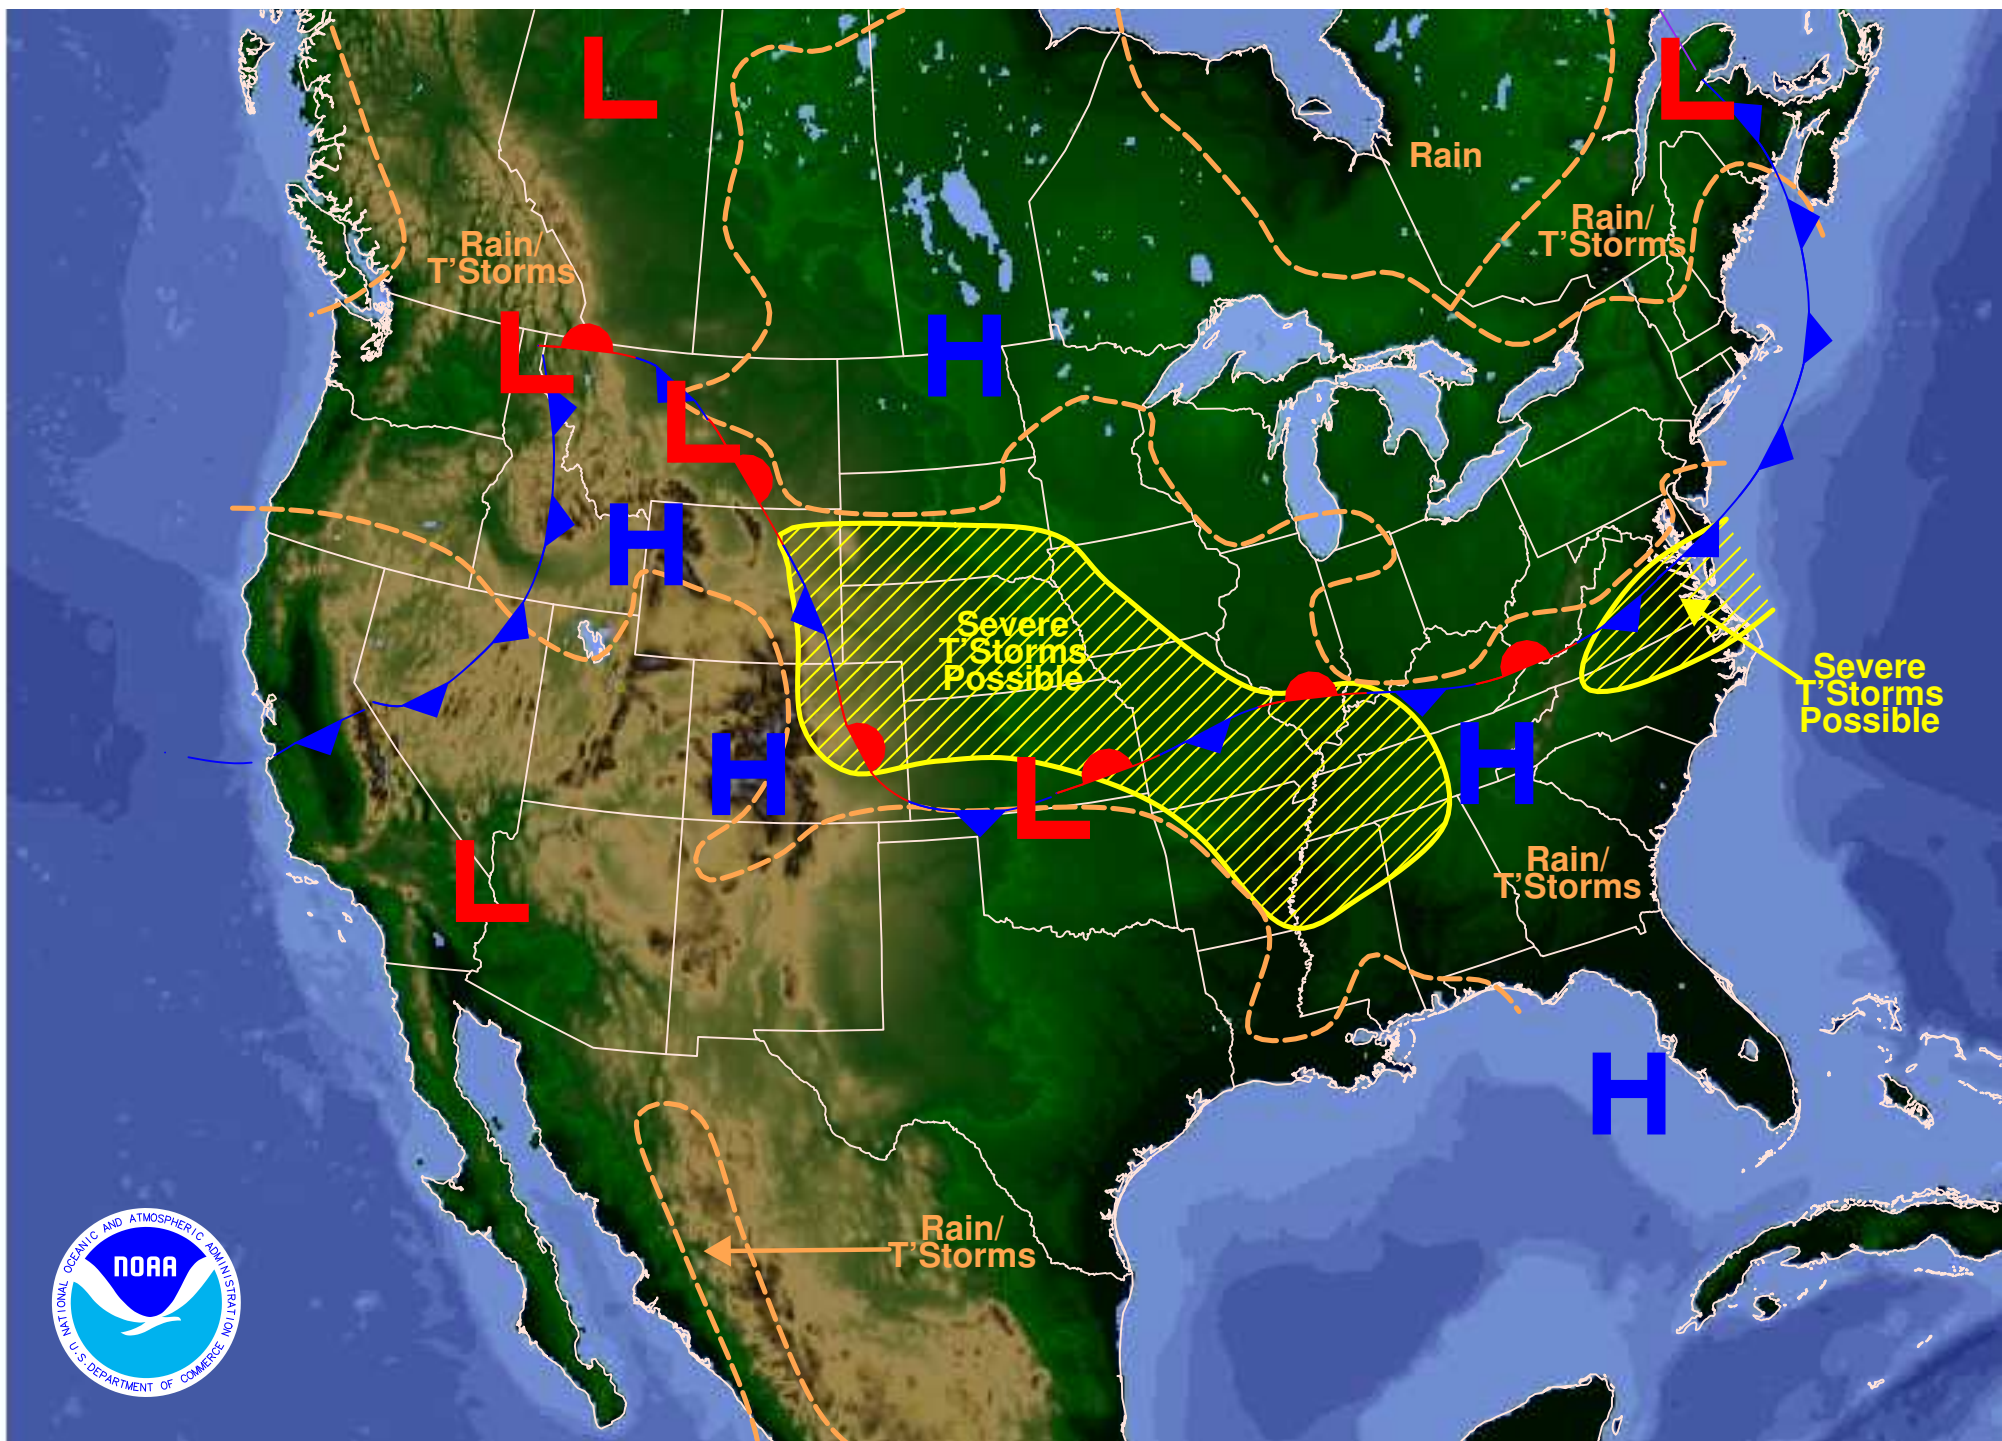 L
L
Rain
Rain/
T'Storms
Rain/
T'Storms
L
H
L
H
Severe
T'Storms
Possible
Severe
T'Storms
Possible
H
H
L
L
Rain/
T'Storms
H
Rain/
T'Storms
NATIONAL OCEANIC AND ATMOSPHERIC ADMINISTRATION
NOAA
U.S. DEPARTMENT OF COMMERCE